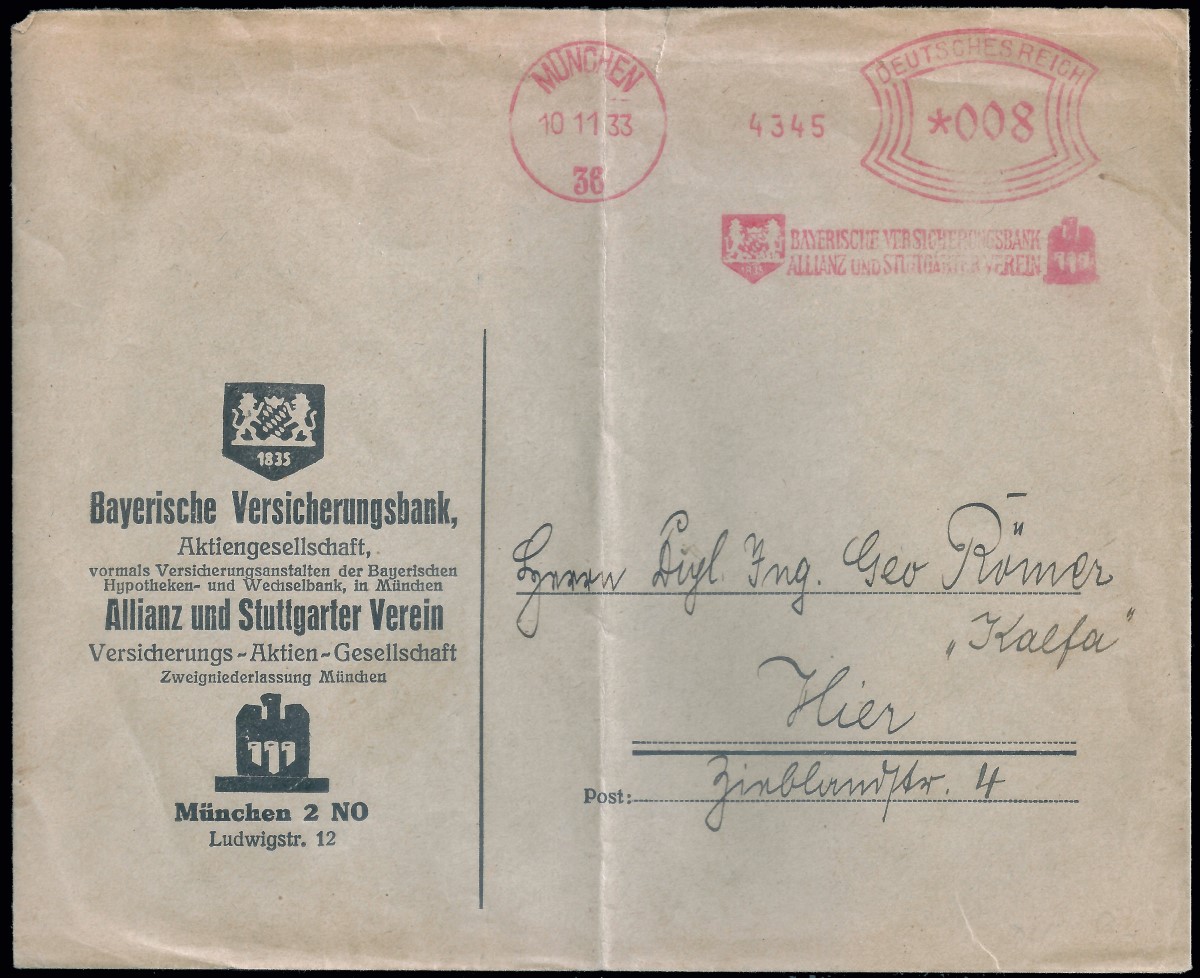 MÜNCHEN
10 11 33
36
4345
DEUTSCHES REICH
*008
1835
BAYERISCHE VERSICHERUNGSBANK
ALLIANZ UND STUTTGARTER VEREIN
1835
Bayerische Versicherungsbank,
Aktiengesellschaft,
vormals Versicherungsanstalten der Bayerischen
Hypotheken- und Wechselbank, in München
Allianz und Stuttgarter Verein
Versicherungs-Aktien-Gesellschaft
Zweigniederlassung München
München 2 NO
Ludwigstr. 12
Herrn Dipl. Ing. Geo Römer
„Kalfa"
Hier
Post: Zieblandstr. 4